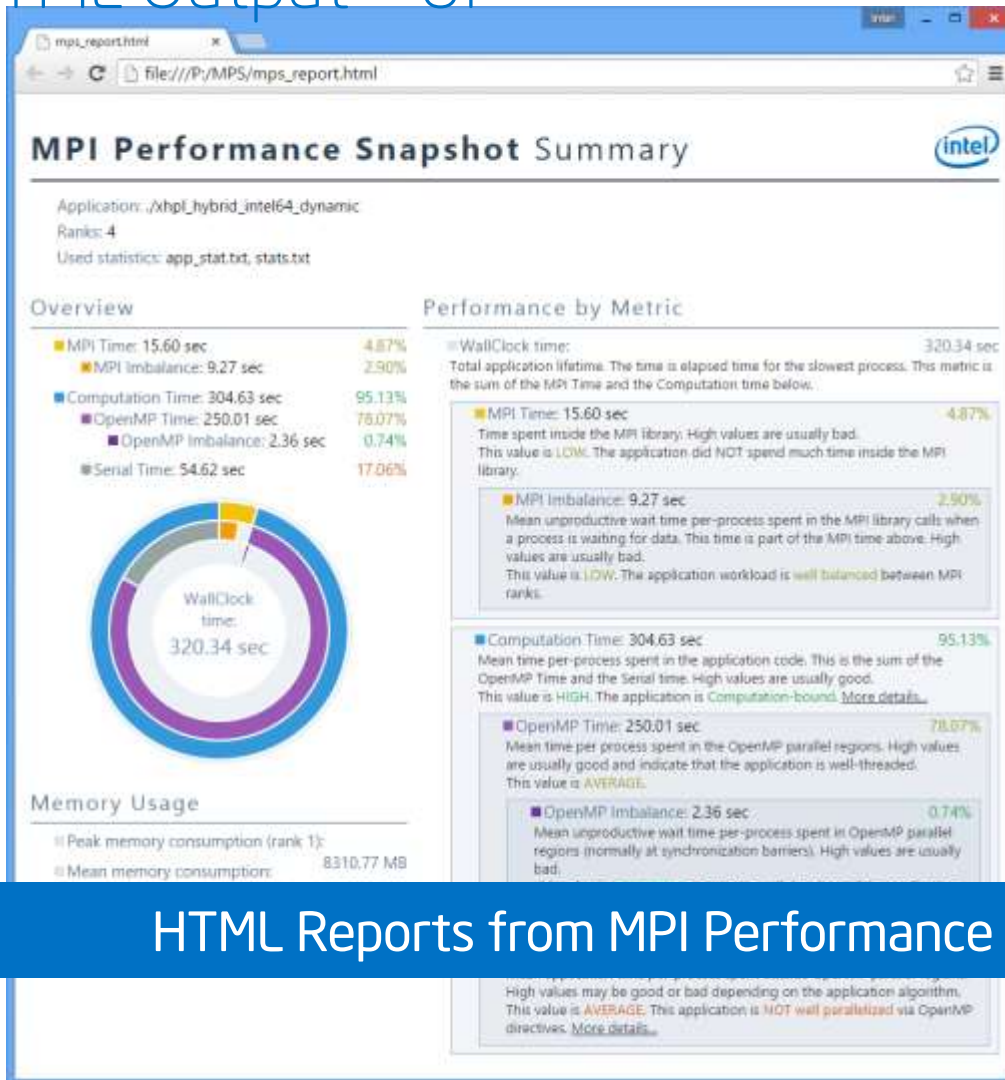 mps_report.html
file:///P:/MPS/mps_report.html
MPI Performance Snapshot Summary
intel
Application: ./xhpl_hybrid_intel64_dynamic
Ranks: 4
Used statistics: app_stat.txt, stats.txt
Overview
MPI Time: 15.60 sec 4.87%
MPI Imbalance: 9.27 sec 2.90%
Computation Time: 304.63 sec 95.13%
OpenMP Time: 250.01 sec 78.07%
OpenMP Imbalance: 2.36 sec 0.74%
Serial Time: 54.62 sec 17.06%
WallClock
time:
320.34 sec
Memory Usage
Peak memory consumption (rank 1):
8310.77 MB
Mean memory consumption:
Performance by Metric
WallClock time: 320.34 sec
Total application lifetime. The time is elapsed time for the slowest process. This metric is
the sum of the MPI Time and the Computation time below.
MPI Time: 15.60 sec 4.87%
Time spent inside the MPI library. High values are usually bad.
This value is LOW. The application did NOT spend much time inside the MPI
library.
MPI Imbalance: 9.27 sec 2.90%
Mean unproductive wait time per-process spent in the MPI library calls when
a process is waiting for data. This time is part of the MPI time above. High
values are usually bad.
This value is LOW. The application workload is well balanced between MPI
ranks.
Computation Time: 304.63 sec 95.13%
Mean time per-process spent in the application code. This is the sum of the
OpenMP Time and the Serial time. High values are usually good.
This value is HIGH. The application is Computation-bound. More details...
OpenMP Time: 250.01 sec 78.07%
Mean time per process spent in the OpenMP parallel regions. High values
are usually good and indicate that the application is well-threaded.
This value is AVERAGE.
OpenMP Imbalance: 2.36 sec 0.74%
Mean unproductive wait time per-process spent in OpenMP parallel
regions (normally at synchronization barriers). High values are usually
bad.
HTML Reports from MPI Performance
High values may be good or bad depending on the application algorithm.
This value is AVERAGE. This application is NOT well parallelized via OpenMP
directives. More details...